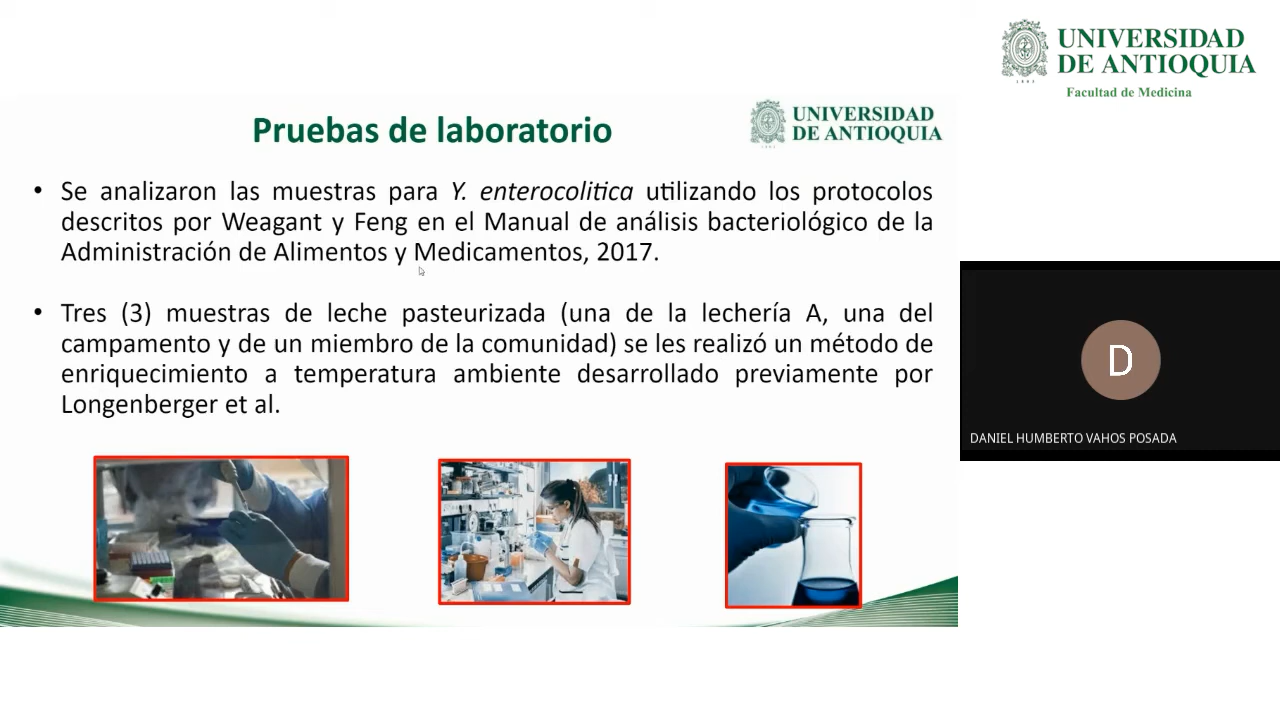 UNIVERSIDAD
DE ANTIOQUIA
Facultad de Medicina
Pruebas de laboratorio
UNIVERSIDAD
DE ANTIOQUIA
• Se analizaron las muestras para Y. enterocolitica utilizando los protocolos
descritos por Weagant y Feng en el Manual de análisis bacteriológico de la
Administración de Alimentos y Medicamentos, 2017.
• Tres (3) muestras de leche pasteurizada (una de la lechería A, una del
campamento y de un miembro de la comunidad) se les realizó un método de
enriquecimiento a temperatura ambiente desarrollado previamente por
Longenberger et al.
D
DANIEL HUMBERTO VAHOS POSADA